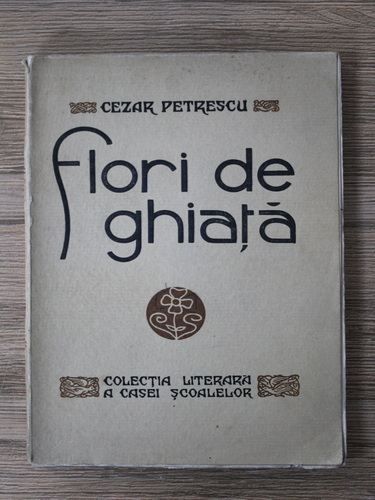 CEZAR PETRESCU
Flori de
ghiață
COLECȚIA LITERARĂ
A CASEI ȘCOALELOR